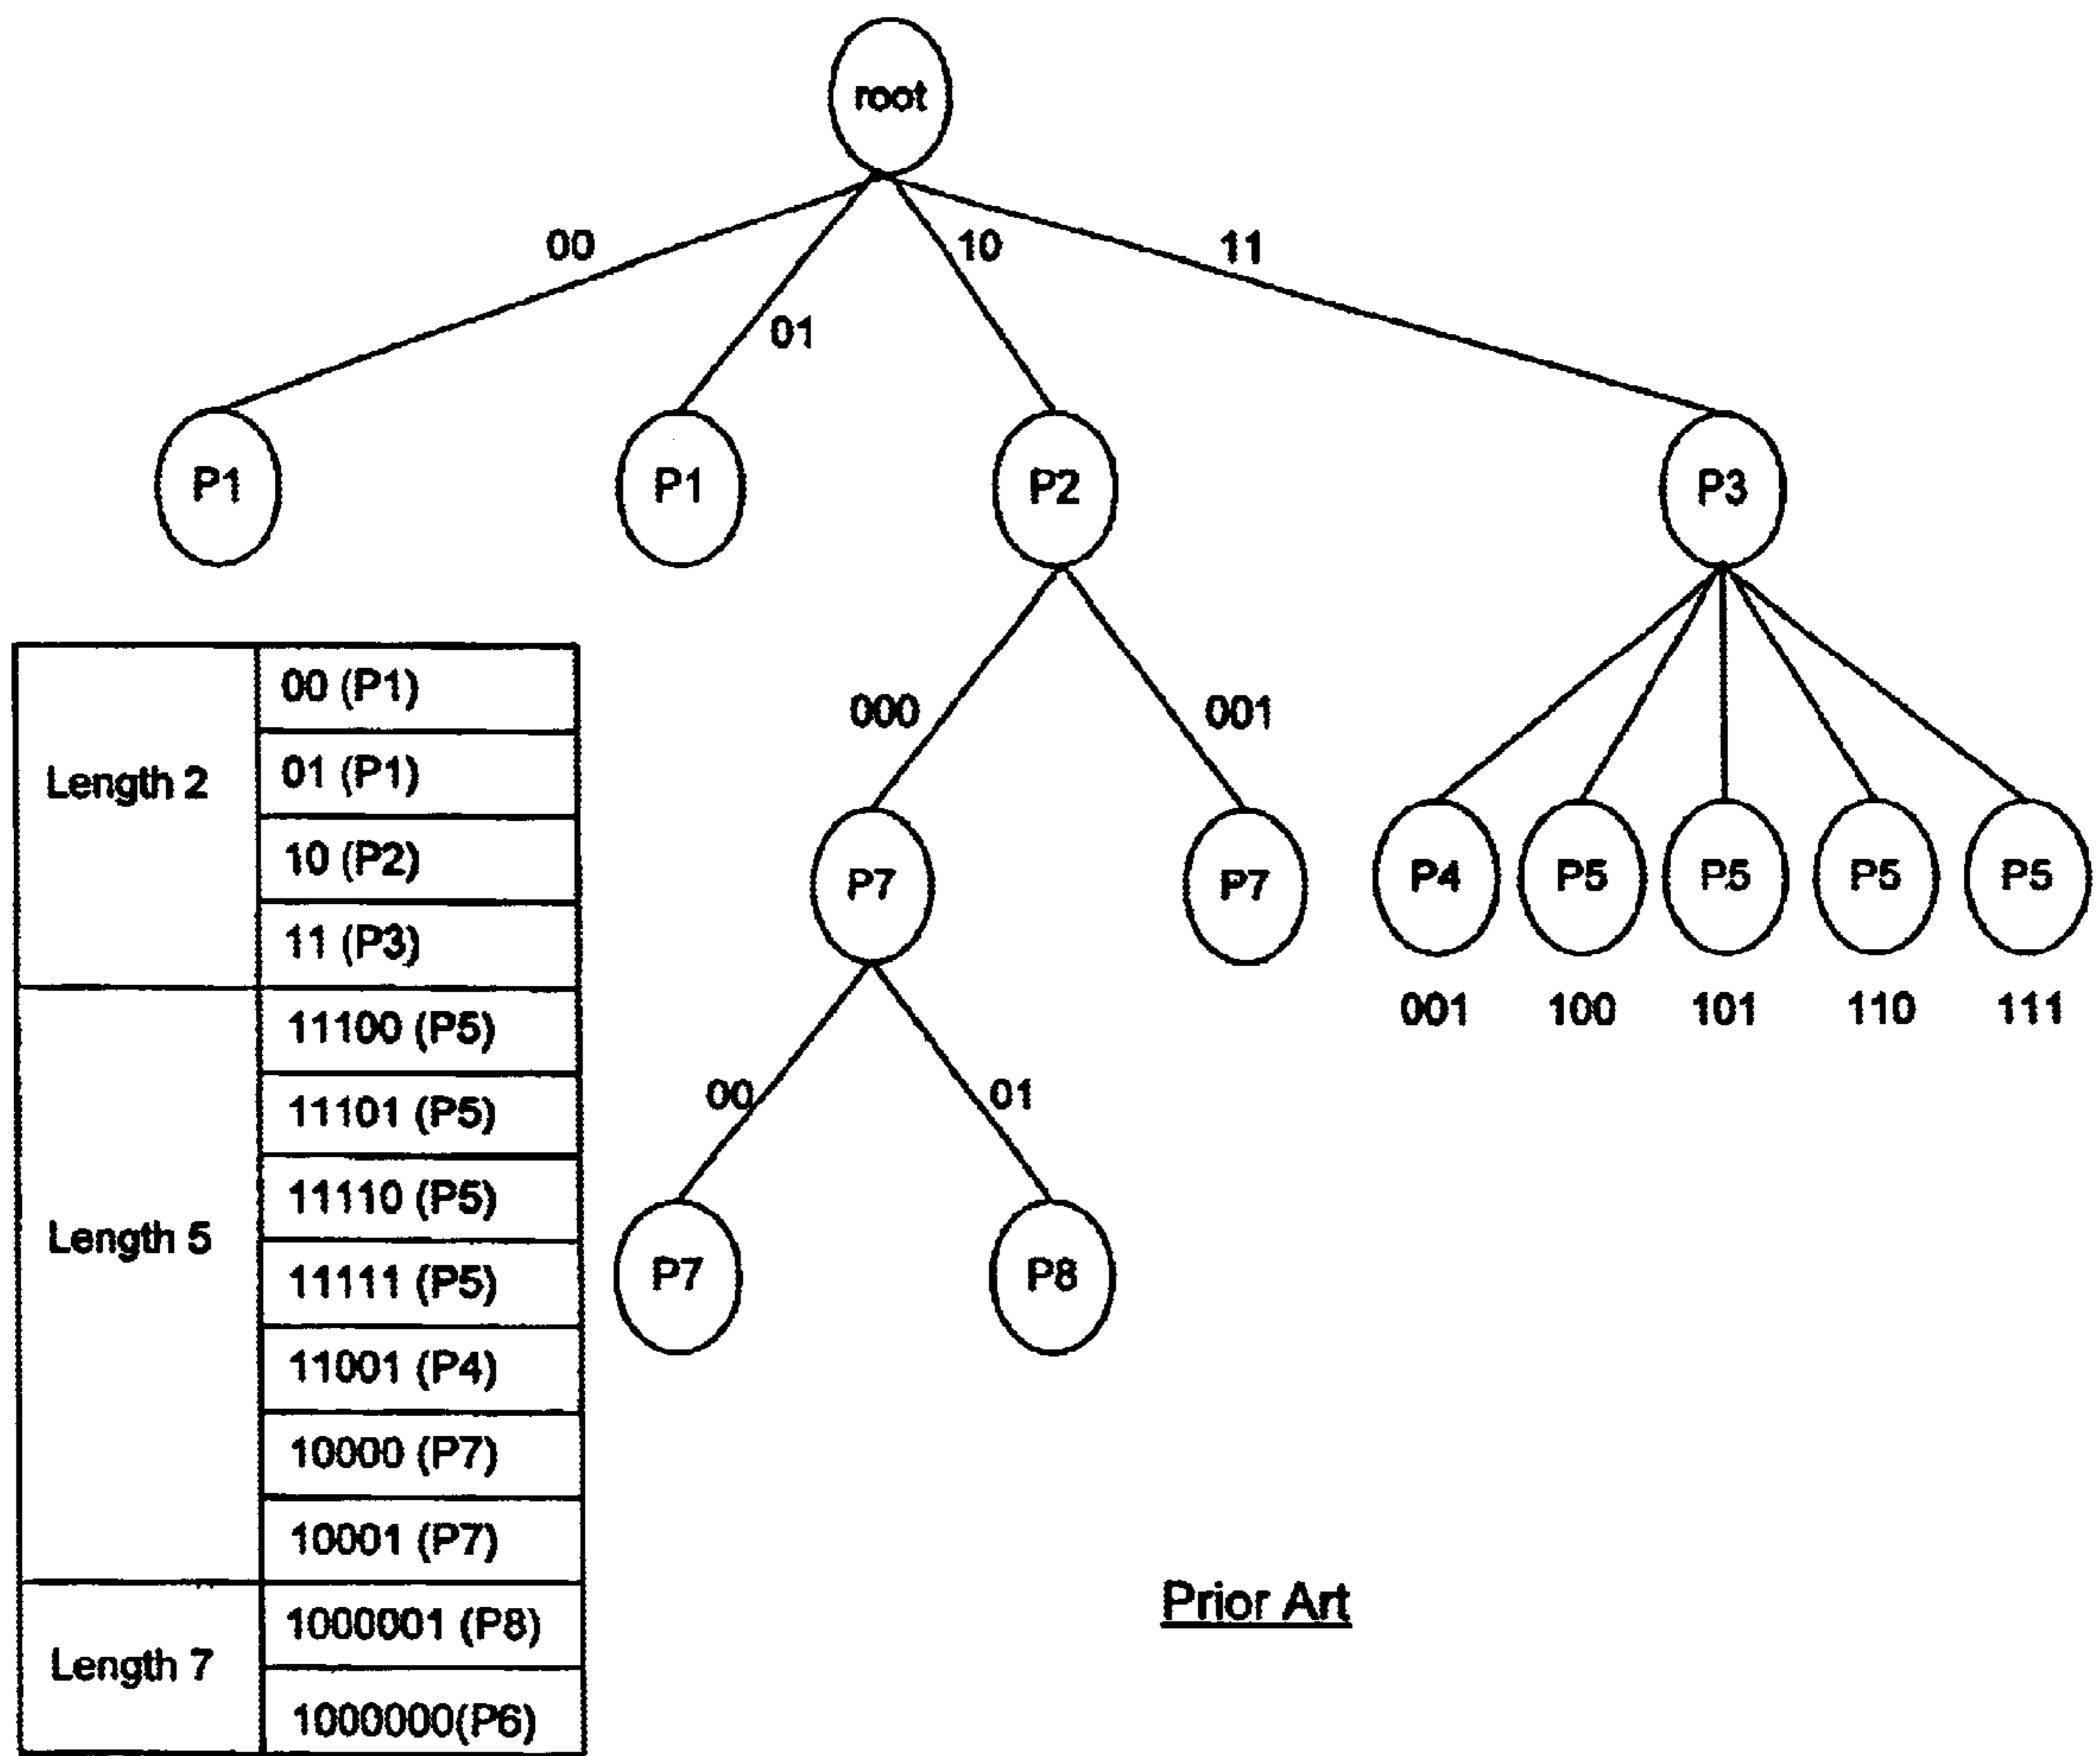 root
00
01
10
11
P1
P1
P2
P3
000
001
P7
P7
P4
P5
P5
P5
P5
001
100
101
110
111
00
01
P7
P8
Length 2
00 (P1)
01 (P1)
10 (P2)
11 (P3)
Length 5
11100 (P5)
11101 (P5)
11110 (P5)
11111 (P5)
11001 (P4)
10000 (P7)
10001 (P7)
Length 7
1000001 (P8)
1000000(P6)
Prior Art